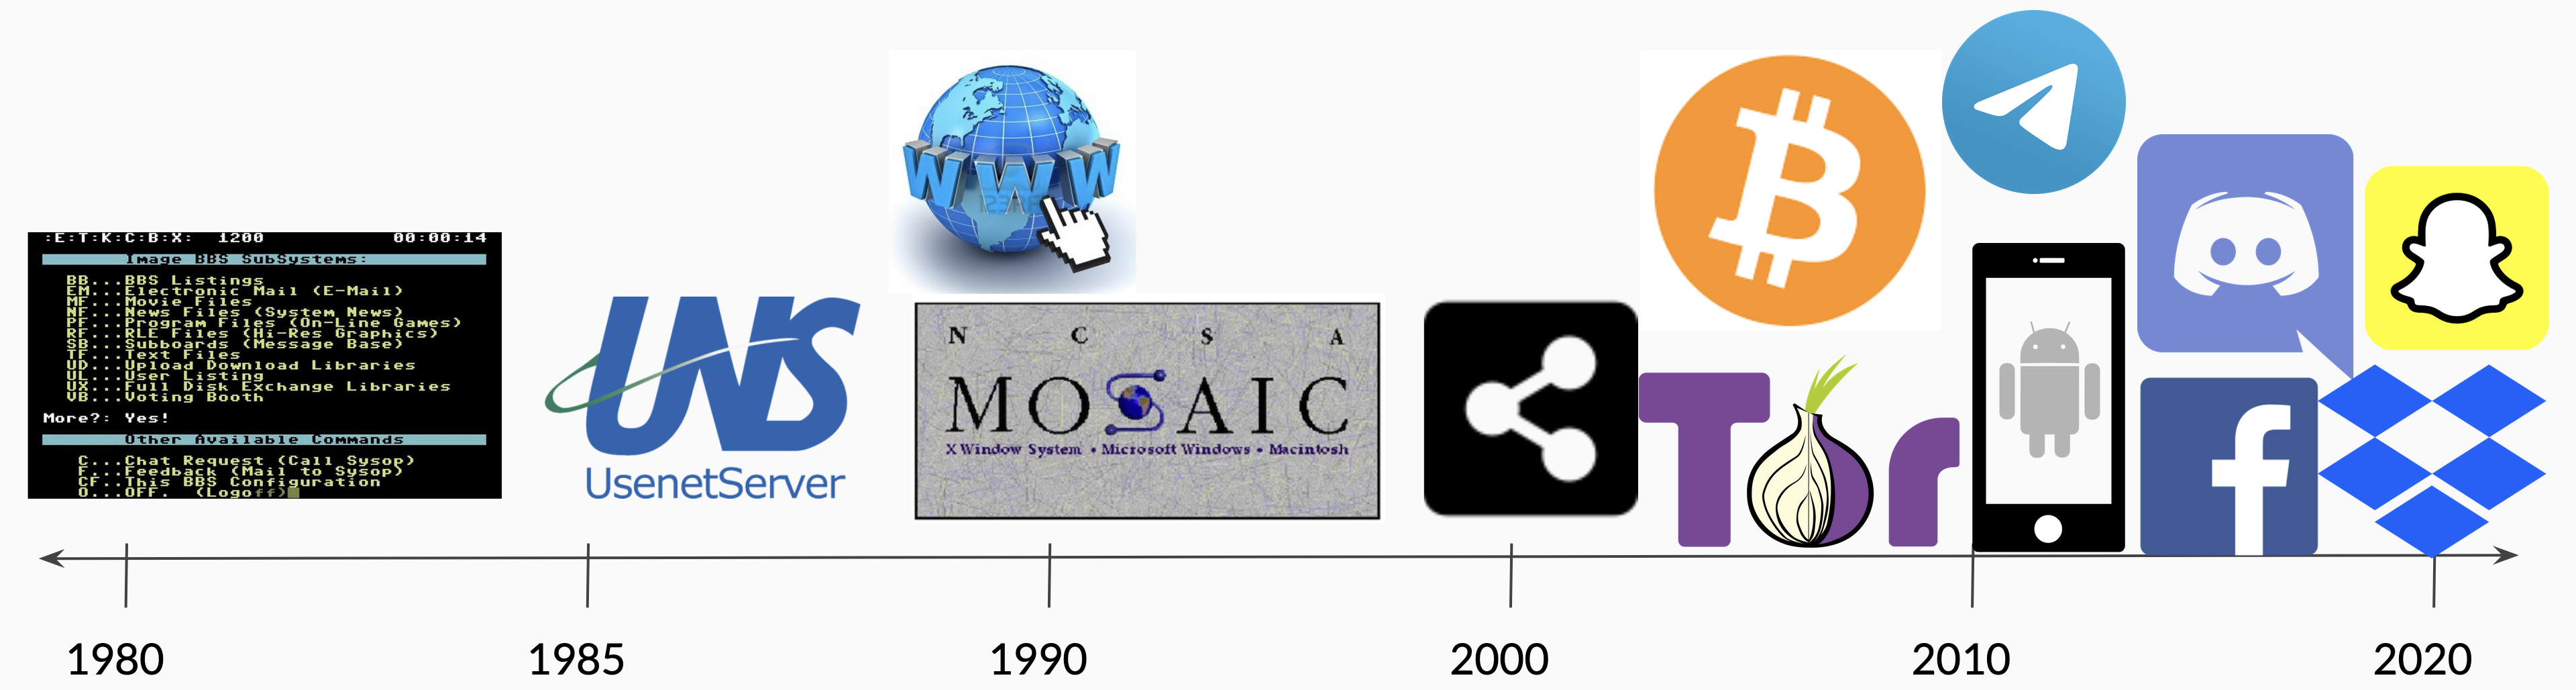 :E:T:K:C:B:X: 1200 00:00:14
Image BBS SubSystems:
BB...BBS Listings
EM...Electronic Mail (E-Mail)
MF...Movie Files
NF...News Files (System News)
PF...Program Files (On-Line Games)
RF...RLE Files (Hi-Res Graphics)
SB...Subboards (Message Base)
TF...Text Files
UD...Upload Download Libraries
UL...User Listing
UX...Full Disk Exchange Libraries
VB...Voting Booth
More?: Yes!
Other Available Commands
C...Chat Request (Call Sysop)
F...Feedback (Mail to Sysop)
CF..This BBS Configuration
O...OFF. (Logoff)
UNS
UsenetServer
WWW
N C S A
MOSAIC
X Window System • Microsoft Windows • Macintosh
Tor
1980
1985
1990
2000
2010
2020